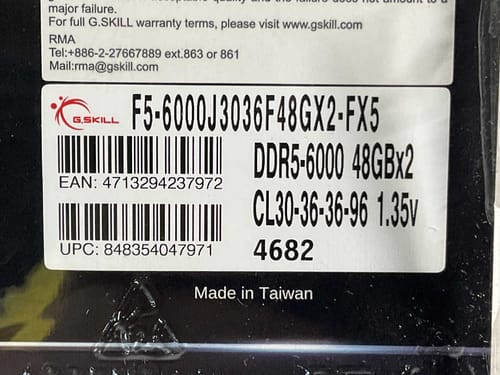 major failure.
For full G.SKILL warranty terms, please visit www.gskill.com
RMA
Tel:+886-2-27667889 ext.863 or 861
Mail:rma@gskill.com
G.SKILL
F5-6000J3036F48GX2-FX5
DDR5-6000 48GBx2
EAN: 4713294237972
CL30-36-36-96 1.35v
UPC: 848354047971
4682
Made in Taiwan